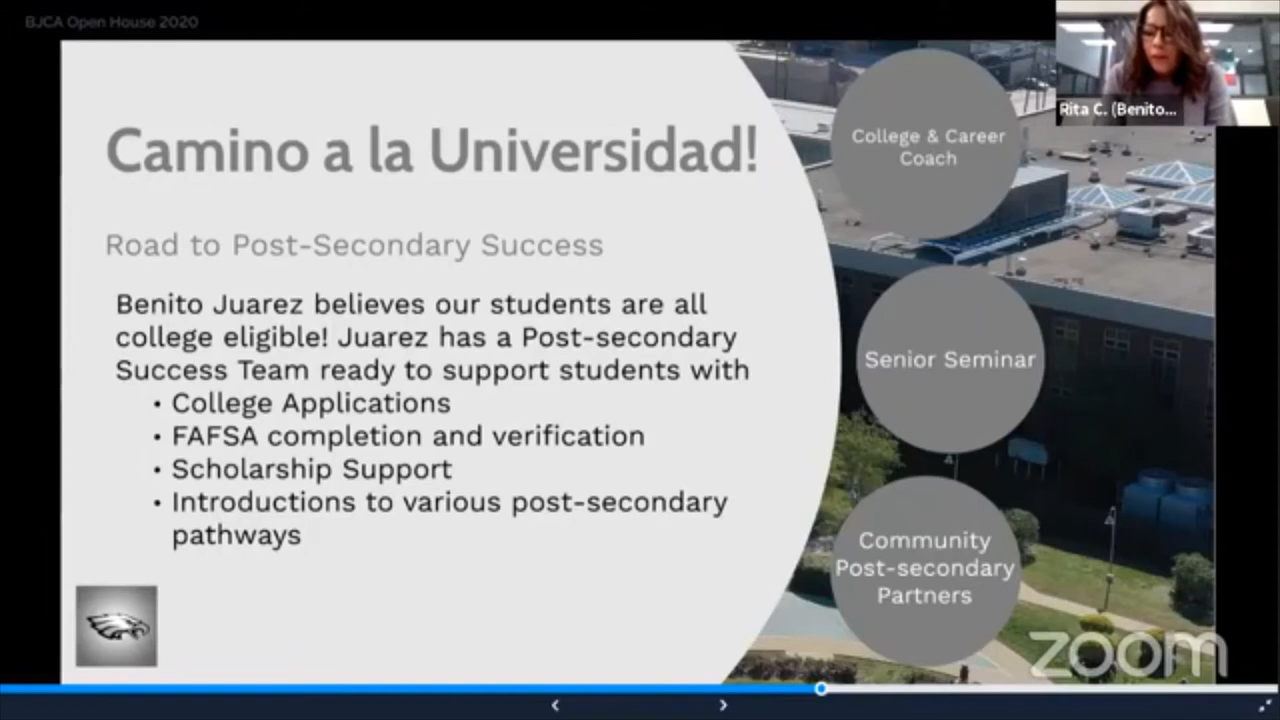 BJCA Open House 2020
Rita C. (Benito...
Camino a la Universidad!
Road to Post-Secondary Success
Benito Juarez believes our students are all
college eligible! Juarez has a Post-secondary
Success Team ready to support students with
• College Applications
• FAFSA completion and verification
• Scholarship Support
• Introductions to various post-secondary
pathways
College & Career
Coach
Senior Seminar
Community
Post-secondary
Partners
zoom